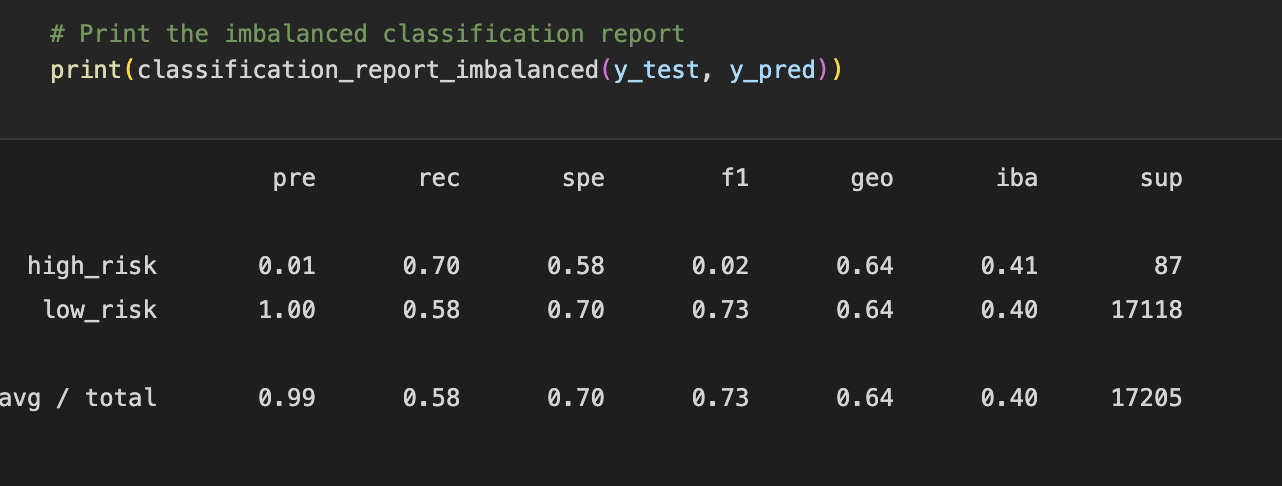 # Print the imbalanced classification report
print(classification_report_imbalanced(y_test, y_pred))
pre rec spe f1 geo iba sup
high_risk 0.01 0.70 0.58 0.02 0.64 0.41 87
low_risk 1.00 0.58 0.70 0.73 0.64 0.40 17118
avg / total 0.99 0.58 0.70 0.73 0.64 0.40 17205